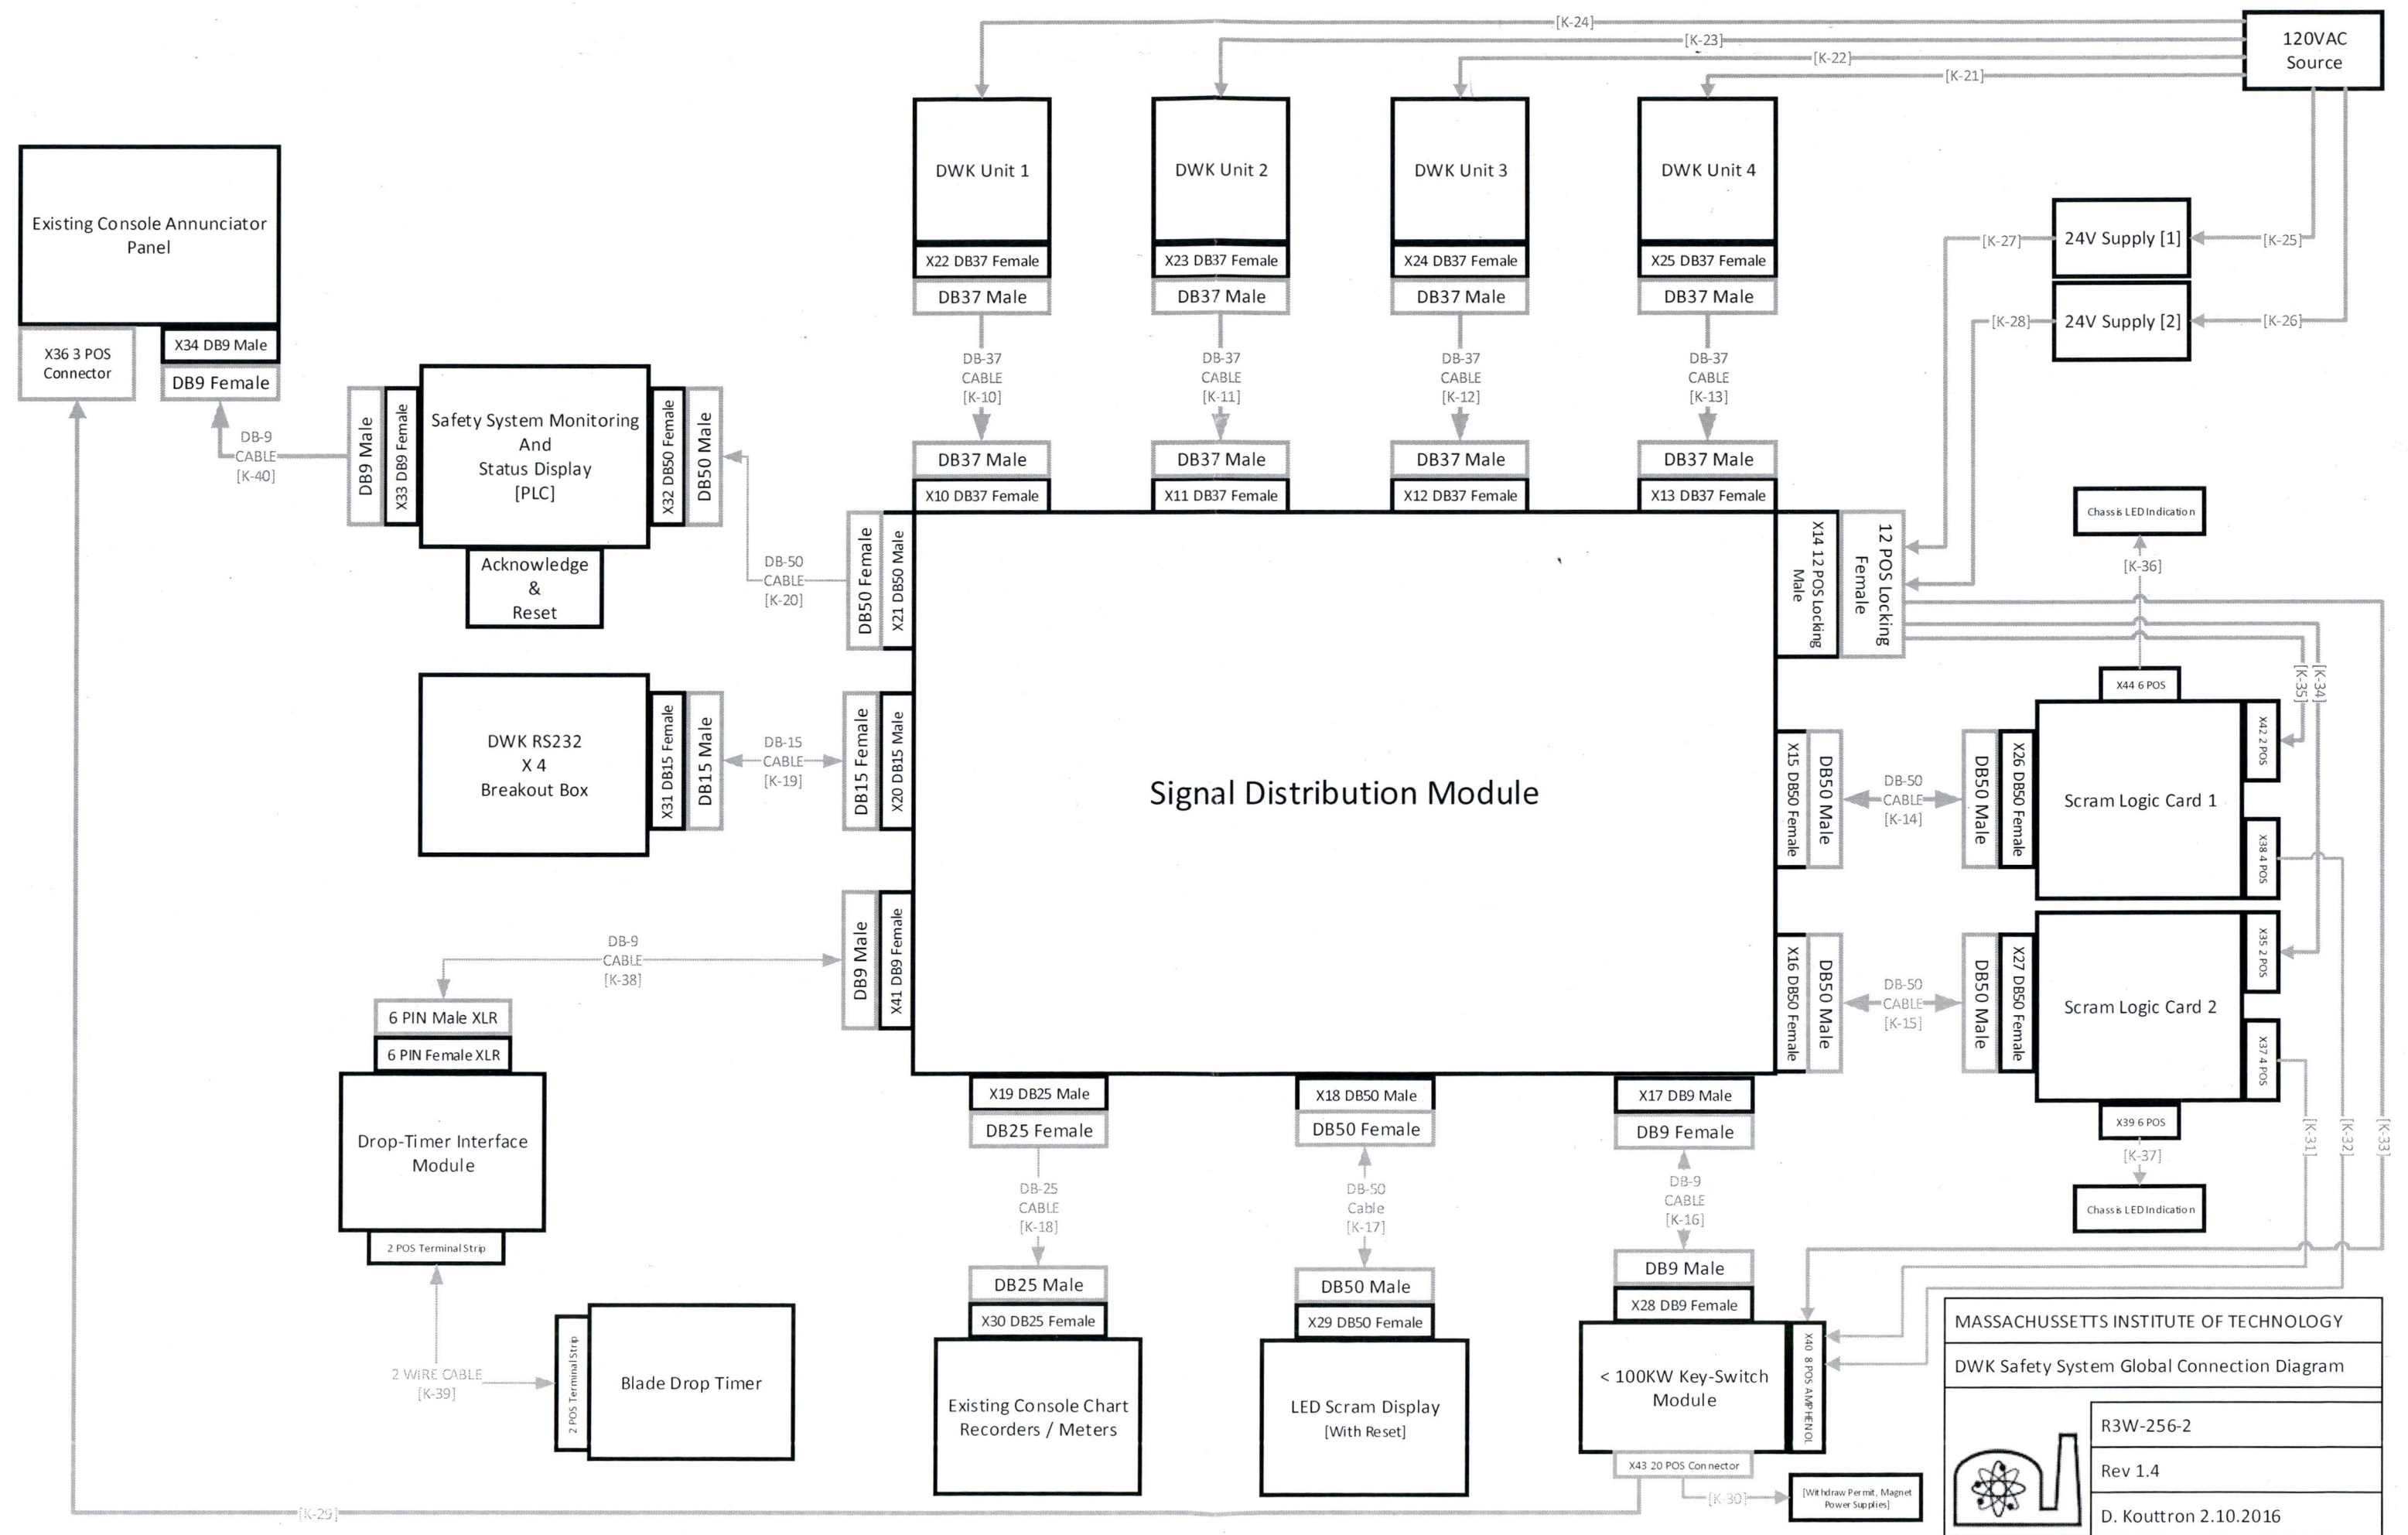 [K-24]
[K-23]
[K-22]
[K-21]
120VAC
Source
DWK Unit 1
DWK Unit 2
DWK Unit 3
DWK Unit 4
X22 DB37 Female
X23 DB37 Female
X24 DB37 Female
X25 DB37 Female
DB37 Male
DB37 Male
DB37 Male
DB37 Male
DB-37
CABLE
[K-10]
DB-37
CABLE
[K-11]
DB-37
CABLE
[K-12]
DB-37
CABLE
[K-13]
DB37 Male
DB37 Male
DB37 Male
DB37 Male
X10 DB37 Female
X11 DB37 Female
X12 DB37 Female
X13 DB37 Female
[K-27]
24V Supply [1]
[K-25]
[K-28]
24V Supply [2]
[K-26]
Existing Console Annunciator
Panel
X36 3 POS
Connector
X34 DB9 Male
DB9 Female
DB-9
CABLE
[K-40]
DB9 Male
X33 DB9 Female
Safety System Monitoring
And
Status Display
[PLC]
X32 DB50 Female
DB50 Male
Acknowledge
&
Reset
DB-50
CABLE
[K-20]
DB50 Female
X21 DB50 Male
X14 12 POS Locking
Male
12 POS Locking
Female
Chassis LED Indication
[K-36]
X44 6 POS
[K-35]
[K-34]
DWK RS232
X 4
Breakout Box
X31 DB15 Female
DB15 Male
DB-15
CABLE
[K-19]
DB15 Female
X20 DB15 Male
Signal Distribution Module
X15 DB50 Female
DB50 Male
DB-50
CABLE
[K-14]
DB50 Male
X26 DB50 Female
Scram Logic Card 1
X42 2 POS
X38 4 POS
DB-9
CABLE
[K-38]
DB9 Male
X41 DB9 Female
X16 DB50 Female
DB50 Male
DB-50
CABLE
[K-15]
DB50 Male
X27 DB50 Female
Scram Logic Card 2
X35 2 POS
X37 4 POS
X39 6 POS
[K-37]
Chassis LED Indication
[K-31]
[K-32]
[K-33]
6 PIN Male XLR
6 PIN Female XLR
Drop-Timer Interface
Module
2 POS Terminal Strip
2 WIRE CABLE
[K-39]
2 POS Terminal Strip
Blade Drop Timer
X19 DB25 Male
DB25 Female
DB-25
CABLE
[K-18]
DB25 Male
X30 DB25 Female
Existing Console Chart
Recorders / Meters
X18 DB50 Male
DB50 Female
DB-50
Cable
[K-17]
DB50 Male
X29 DB50 Female
LED Scram Display
[With Reset]
X17 DB9 Male
DB9 Female
DB-9
CABLE
[K-16]
DB9 Male
X28 DB9 Female
< 100KW Key-Switch
Module
X40 8 POS AMPHENOL
X43 20 POS Connector
[K-30]
[Withdraw Permit, Magnet
Power Supplies]
[K-29]
MASSACHUSSETTS INSTITUTE OF TECHNOLOGY
DWK Safety System Global Connection Diagram
R3W-256-2
Rev 1.4
D. Kouttron 2.10.2016